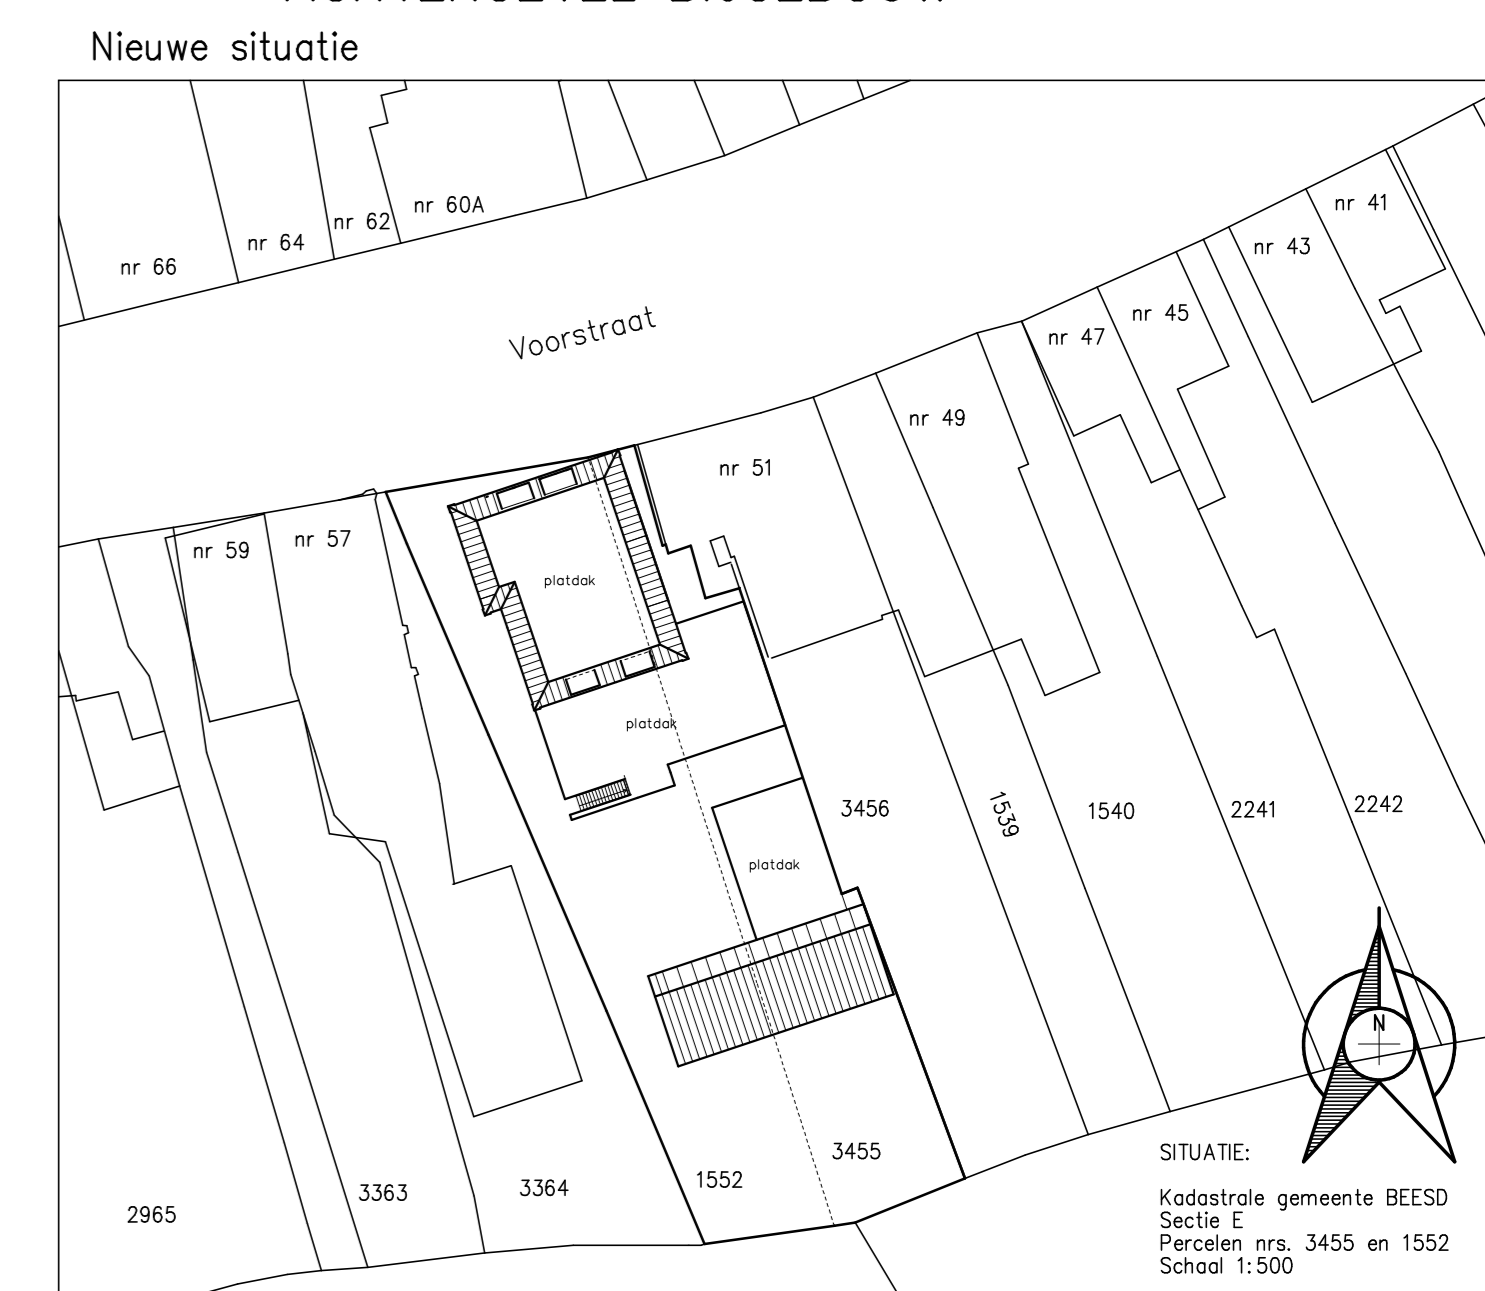 Nieuwe situatie
nr 66
nr 64
nr 62
nr 60A
Voorstraat
nr 41
nr 43
nr 45
nr 47
nr 49
nr 51
nr 57
nr 59
platdak
platdak
platdak
3456
1539
1540
2241
2242
N
2965
3363
3364
1552
3455
SITUATIE:
Kadastrale gemeente BEESD
Sectie E
Percelen nrs. 3455 en 1552
Schaal 1:500